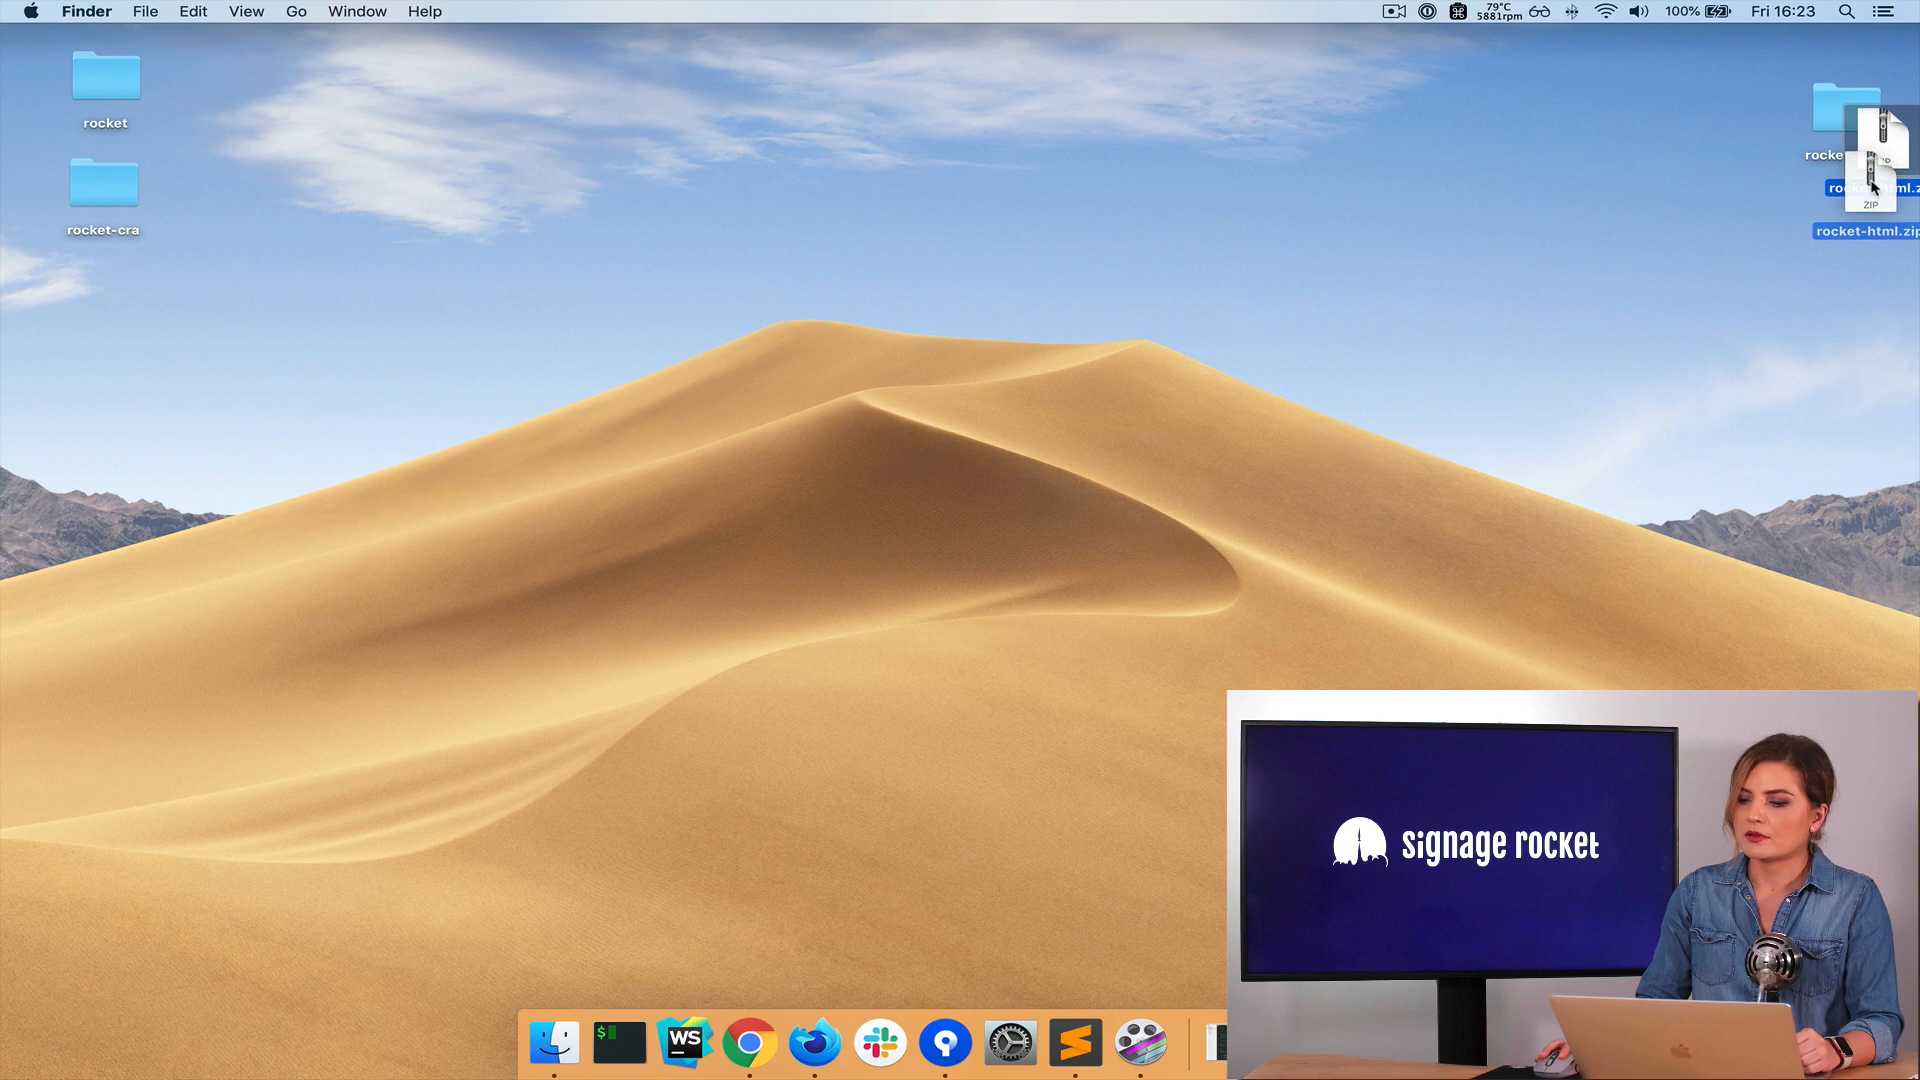 Finder File Edit View Go Window Help
79°C
5881rpm
100%
Fri 16:23
rocket
rocket-cra
ZIP
rocket-html.zip
$
WS
signage rocket